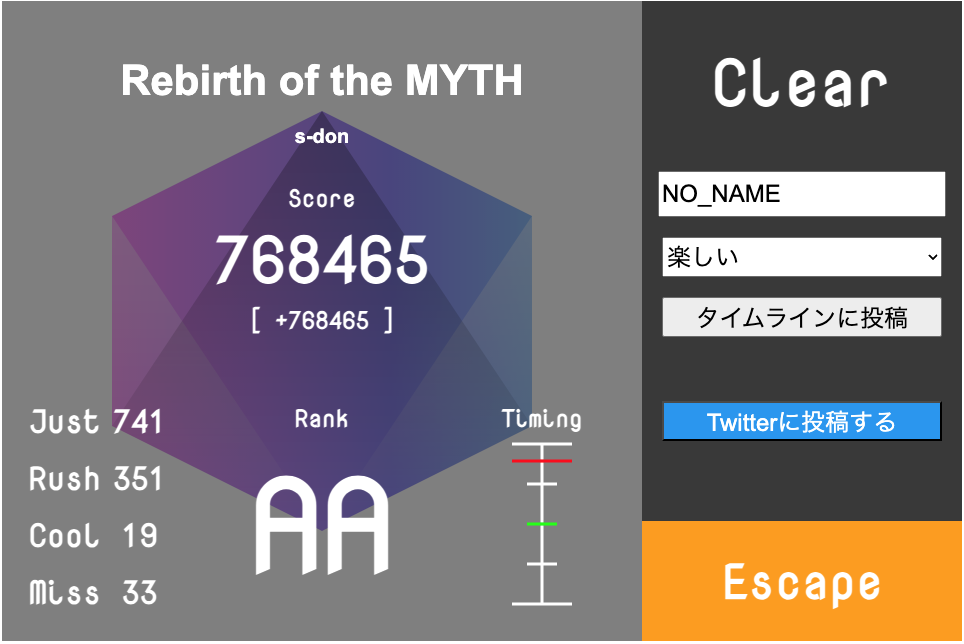 Rebirth of the MYTH
s-don
Score
768465
[ +768465 ]
Just 741
Rush 351
Cool 19
Miss 33
Rank
AA
Timing
Clear
NO_NAME
楽しい
タイムラインに投稿
Twitterに投稿する
Escape